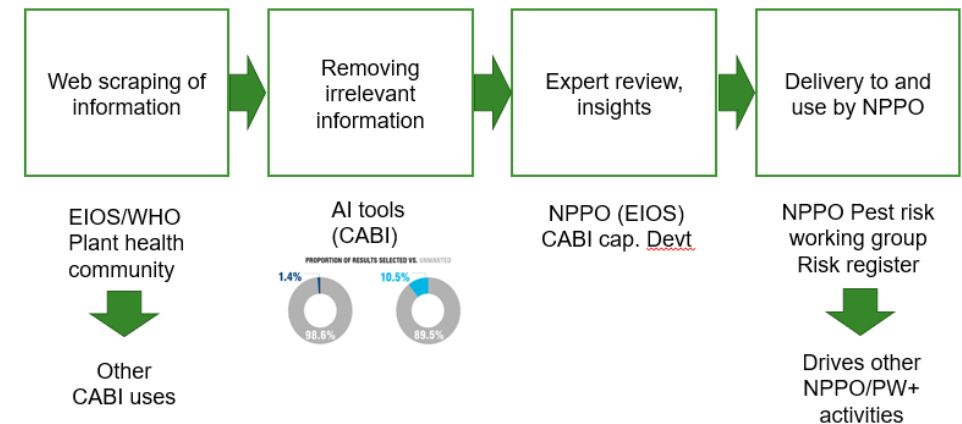 Web scraping of
information
Removing
irrelevant
information
Expert review,
insights
Delivery to and
use by NPPO
EIOS/WHO
Plant health
community
Other
CABI uses
AI tools
(CABI)
PROPORTION OF RESULTS SELECTED VS. UNWANTED
1.4%
98.6%
10.5%
89.5%
NPPO (EIOS)
CABI cap. Devt
NPPO Pest risk
working group
Risk register
Drives other
NPPO/PW+
activities